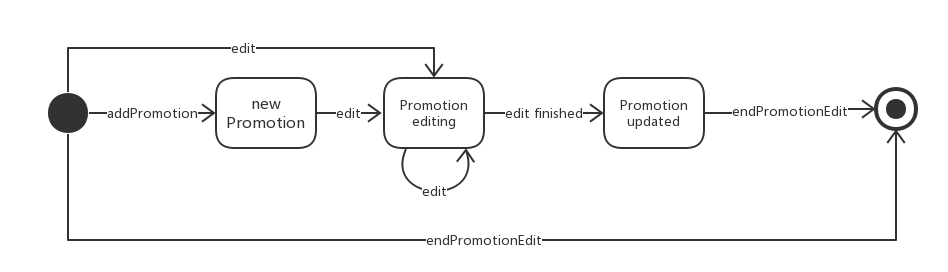 edit
addPromotion
new
Promotion
edit
Promotion
editing
edit finished
Promotion
updated
endPromotionEdit
edit
endPromotionEdit